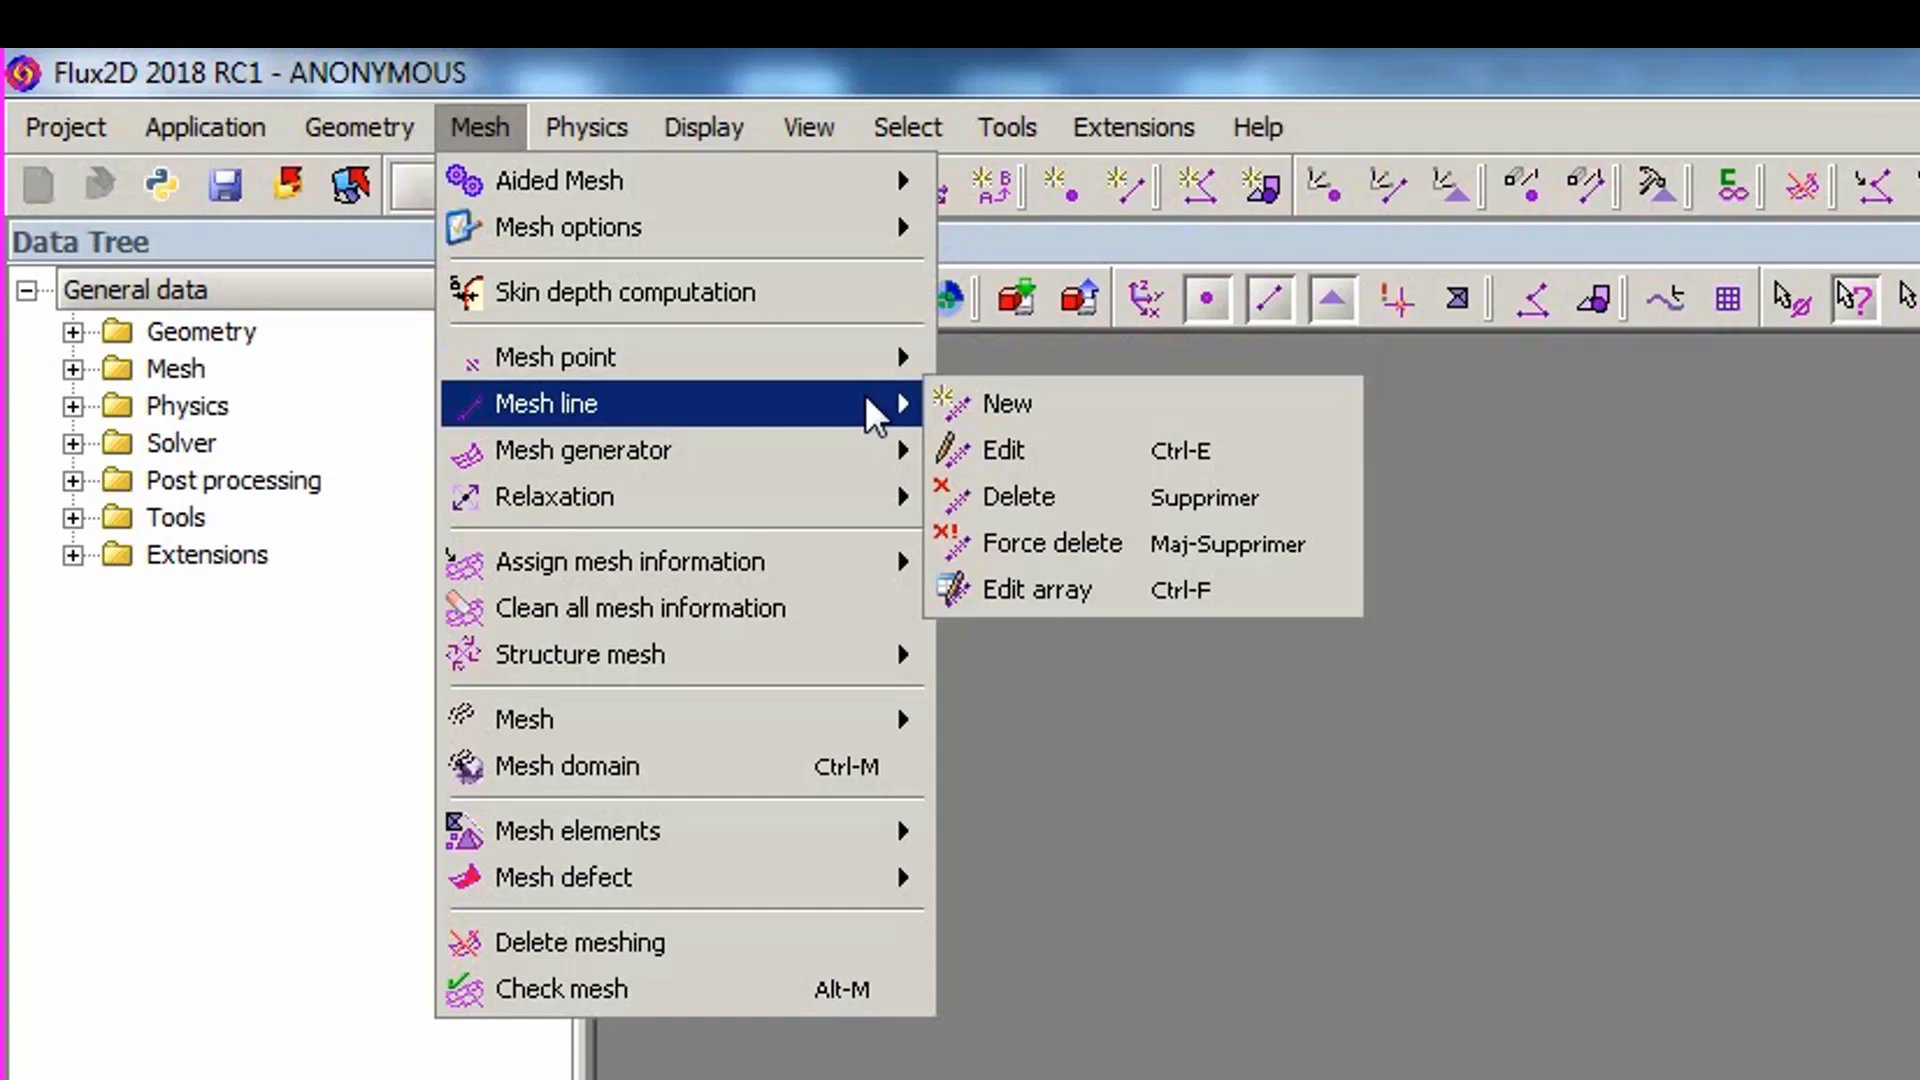 Flux2D 2018 RC1 - ANONYMOUS
Project Application Geometry Mesh Physics Display View Select Tools Extensions Help
Data Tree
General data
Geometry
Mesh
Physics
Solver
Post processing
Tools
Extensions
Aided Mesh
Mesh options
Skin depth computation
Mesh point
Mesh line
Mesh generator
Relaxation
Assign mesh information
Clean all mesh information
Structure mesh
Mesh
Mesh domain Ctrl-M
Mesh elements
Mesh defect
Delete meshing
Check mesh Alt-M
New
Edit Ctrl-E
Delete Supprimer
Force delete Maj-Supprimer
Edit array Ctrl-F